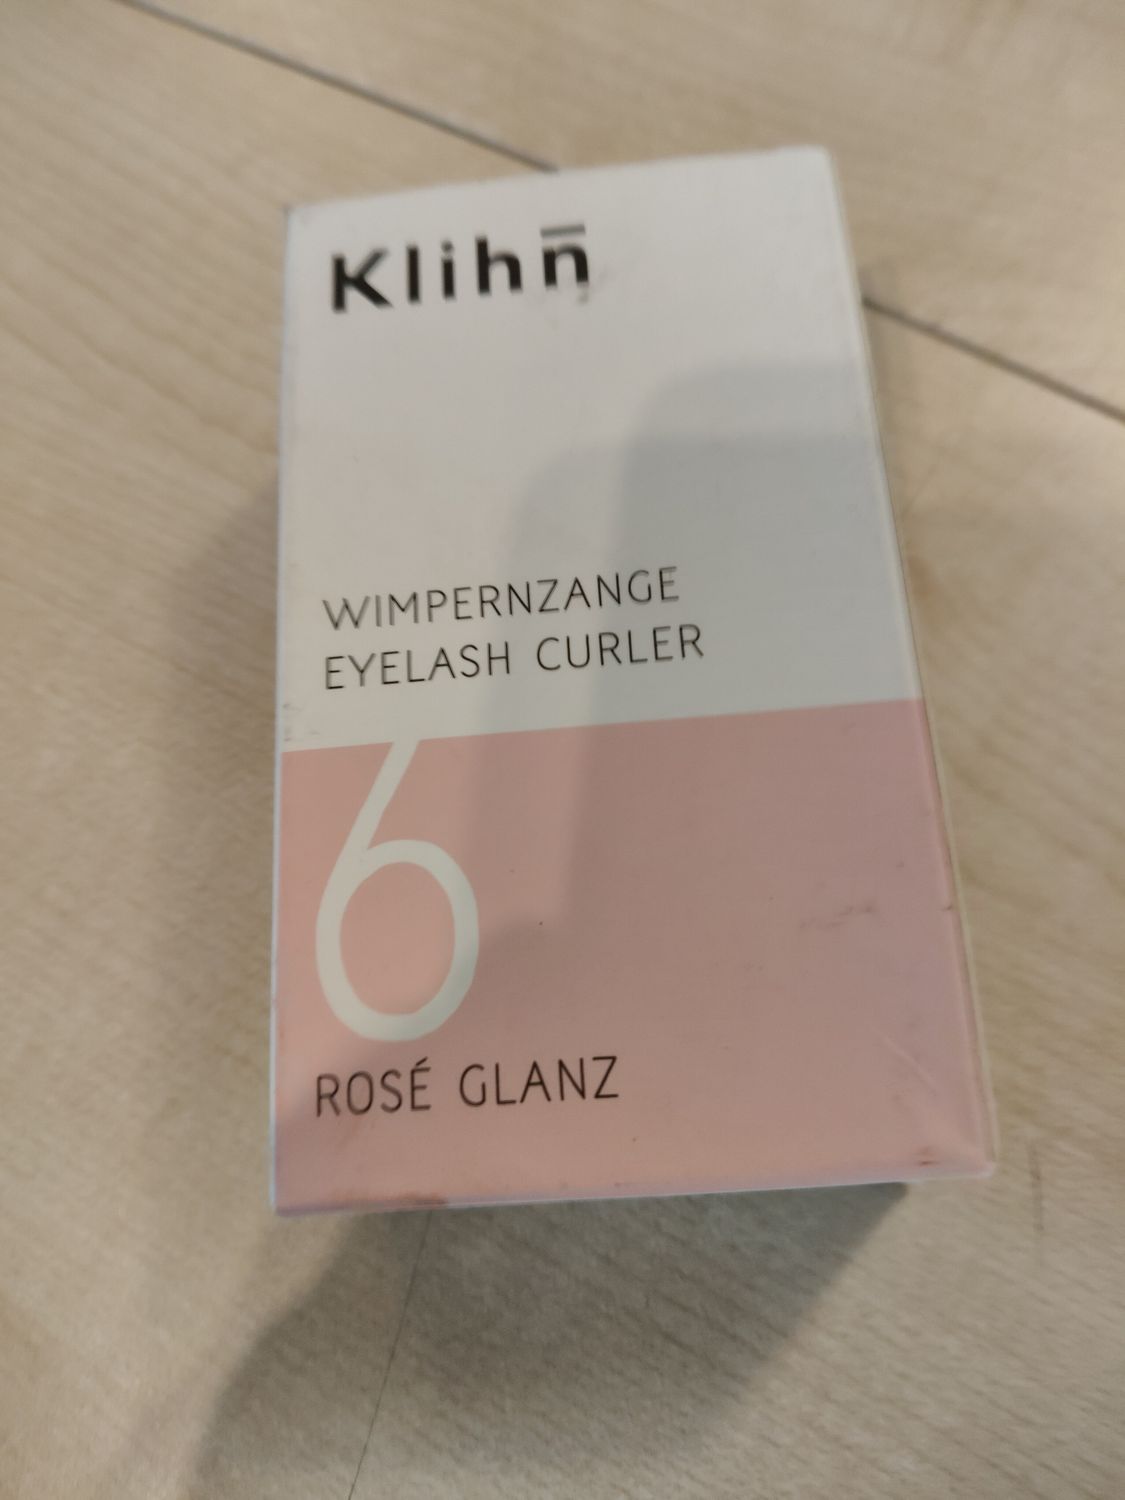 Klihn̄
WIMPERNZANGE
EYELASH CURLER
6
ROSÉ GLANZ